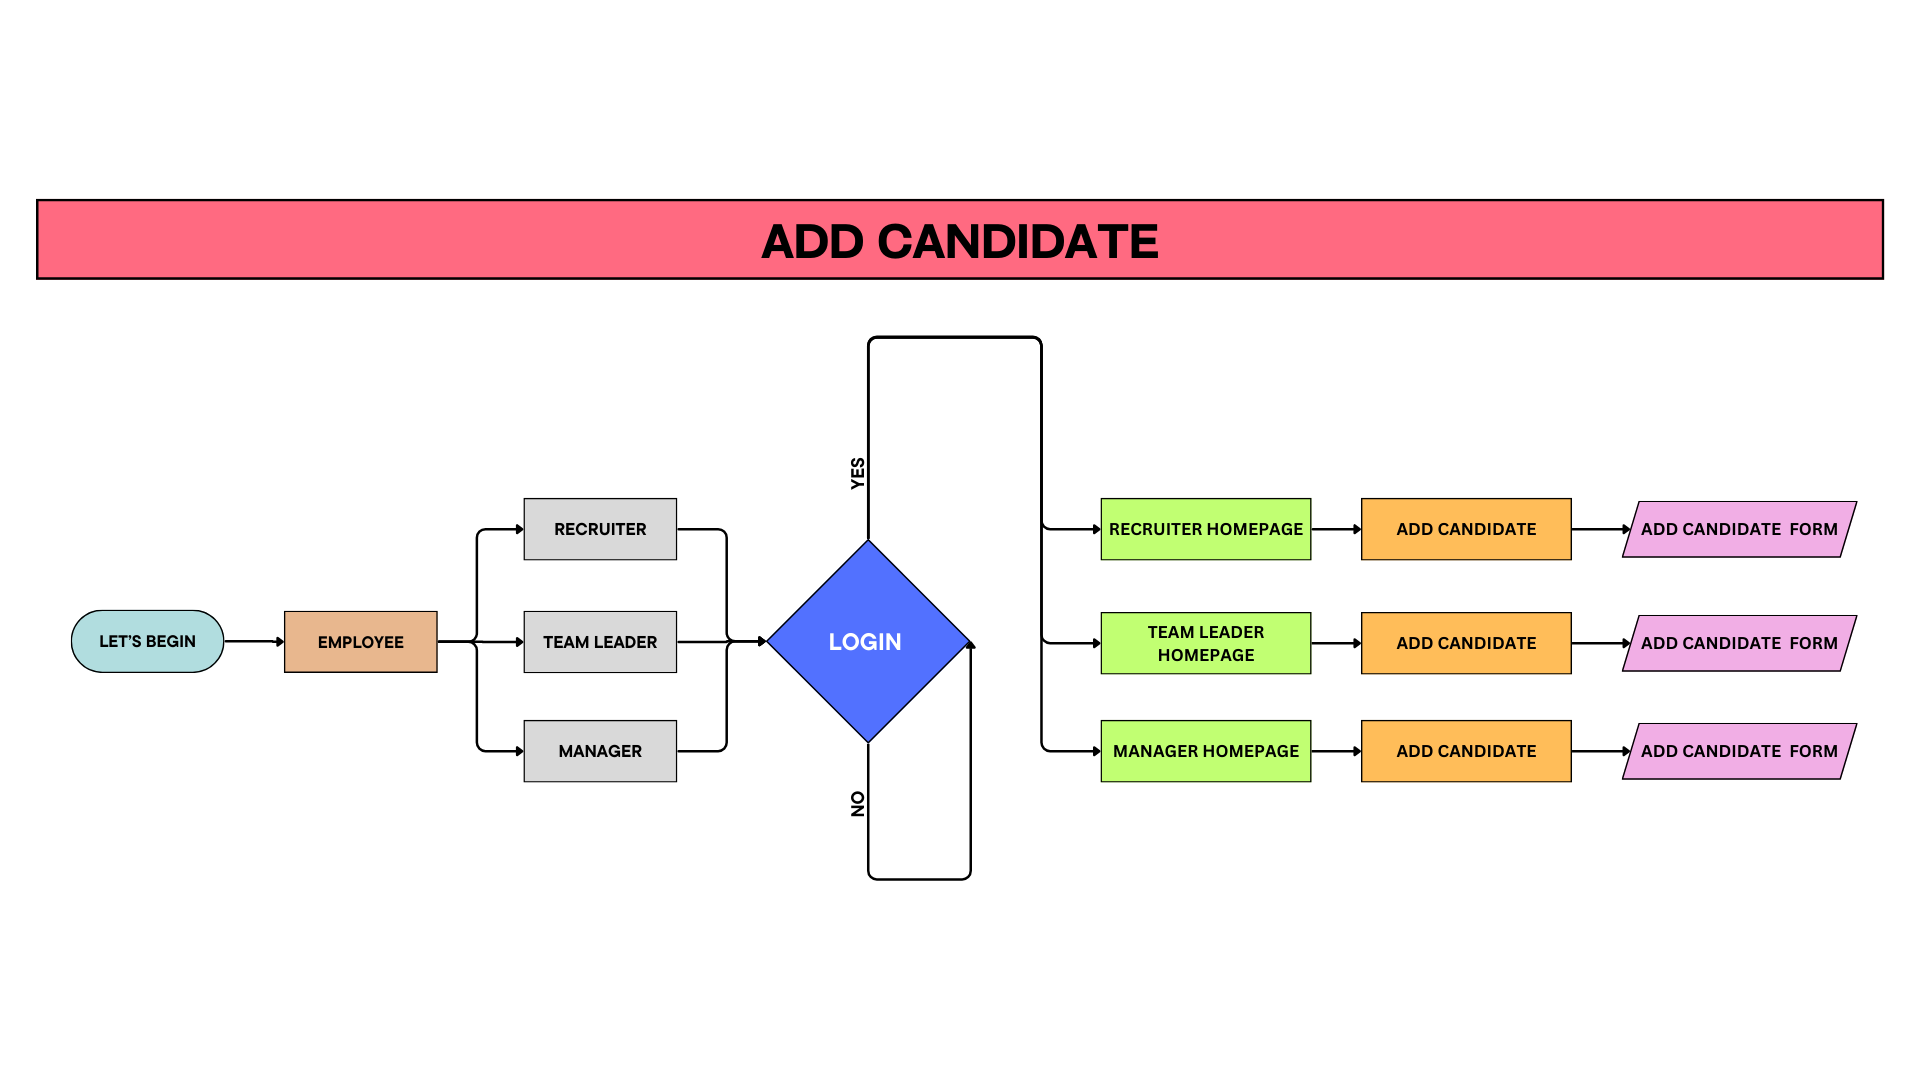 ADD CANDIDATE
YES
RECRUITER
RECRUITER HOMEPAGE
ADD CANDIDATE
ADD CANDIDATE FORM
LET’S BEGIN
EMPLOYEE
TEAM LEADER
LOGIN
TEAM LEADER
HOMEPAGE
ADD CANDIDATE
ADD CANDIDATE FORM
MANAGER
MANAGER HOMEPAGE
ADD CANDIDATE
ADD CANDIDATE FORM
NO